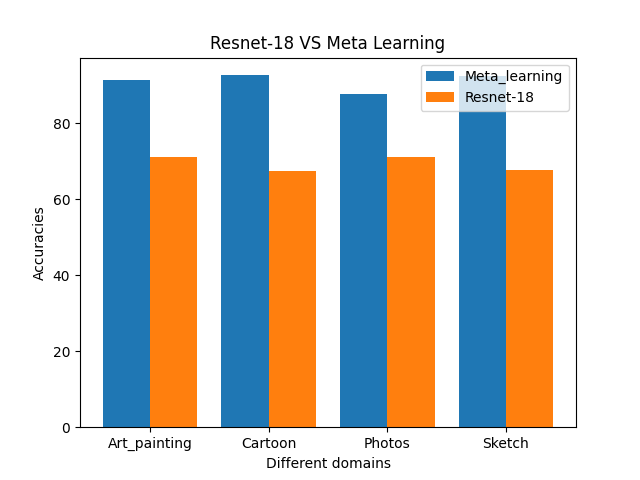 Resnet-18 VS Meta Learning
Meta_learning
Resnet-18
Accuracies
80
60
40
20
0
Art_painting Cartoon Photos Sketch
Different domains